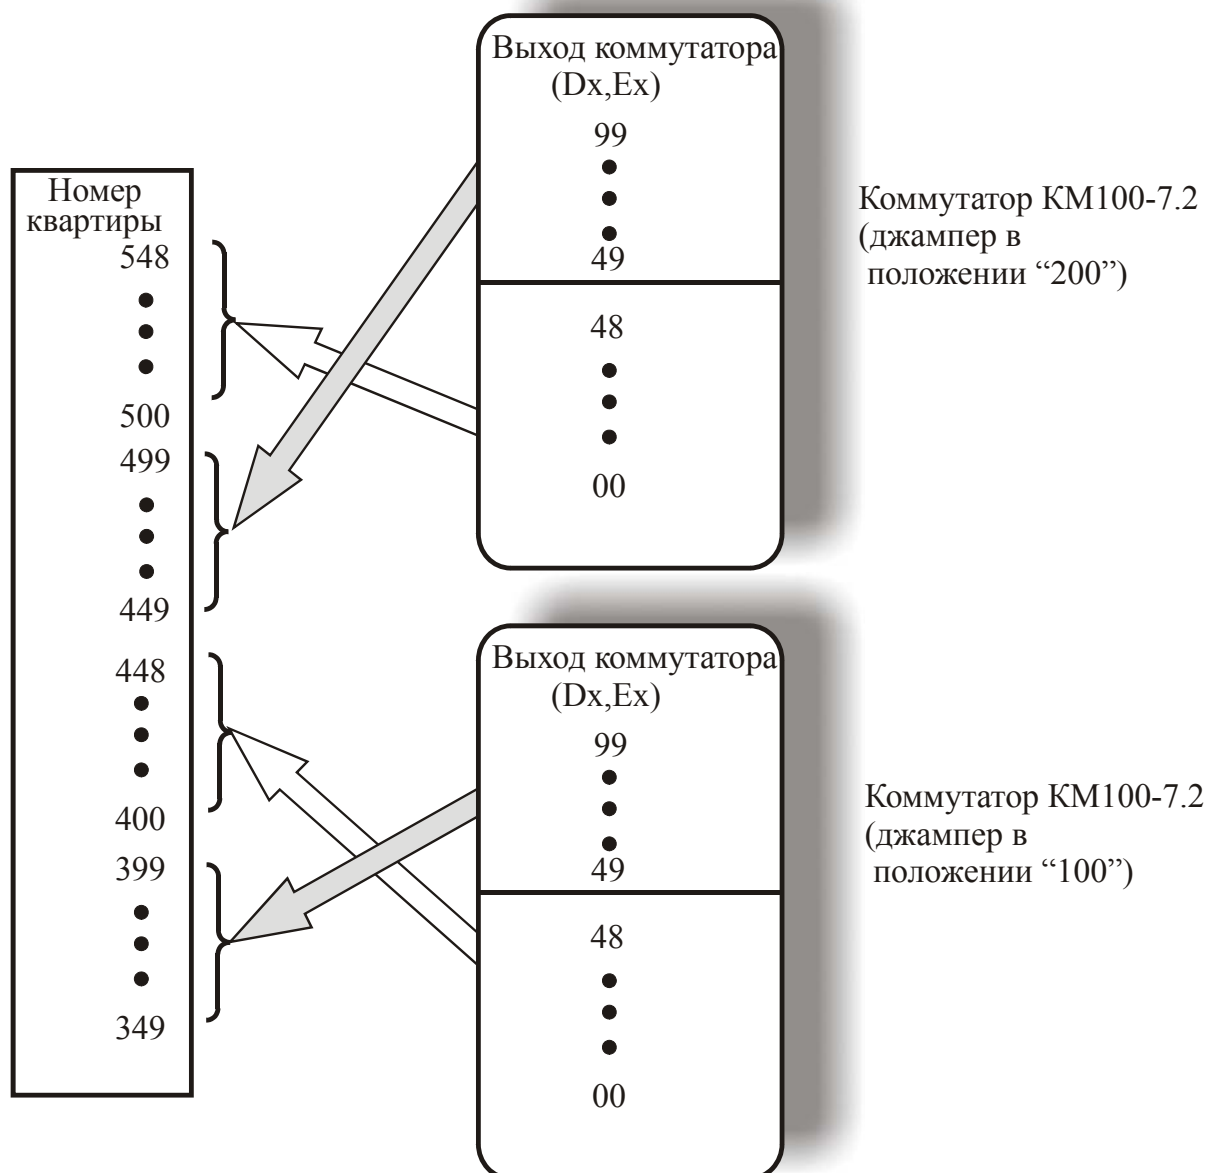 Номер
квартиры
548
500
499
449
448
400
399
349
Выход коммутатора
(Dx,Ex)
99
49
48
00
Коммутатор КМ100-7.2
(джампер в
положении “200”)
Выход коммутатора
(Dx,Ex)
99
49
48
00
Коммутатор КМ100-7.2
(джампер в
положении “100”)